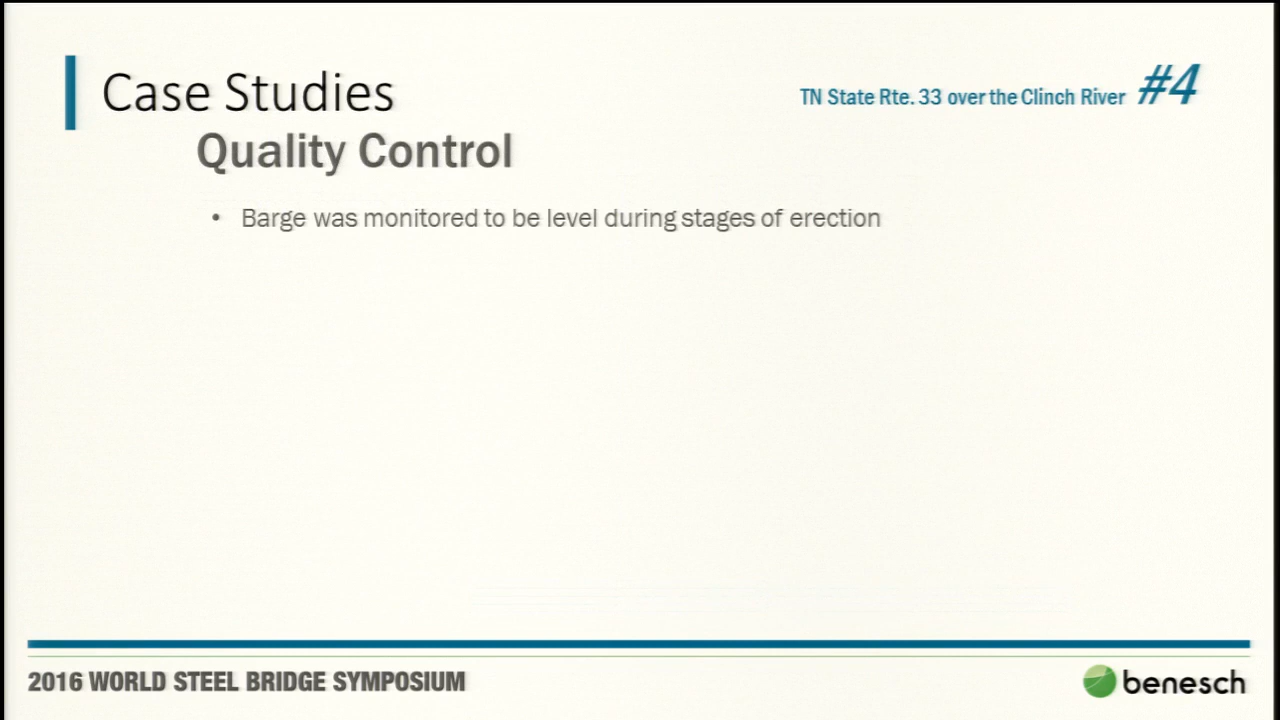 Case Studies
TN State Rte. 33 over the Clinch River #4
Quality Control
• Barge was monitored to be level during stages of erection
2016 WORLD STEEL BRIDGE SYMPOSIUM
benesch